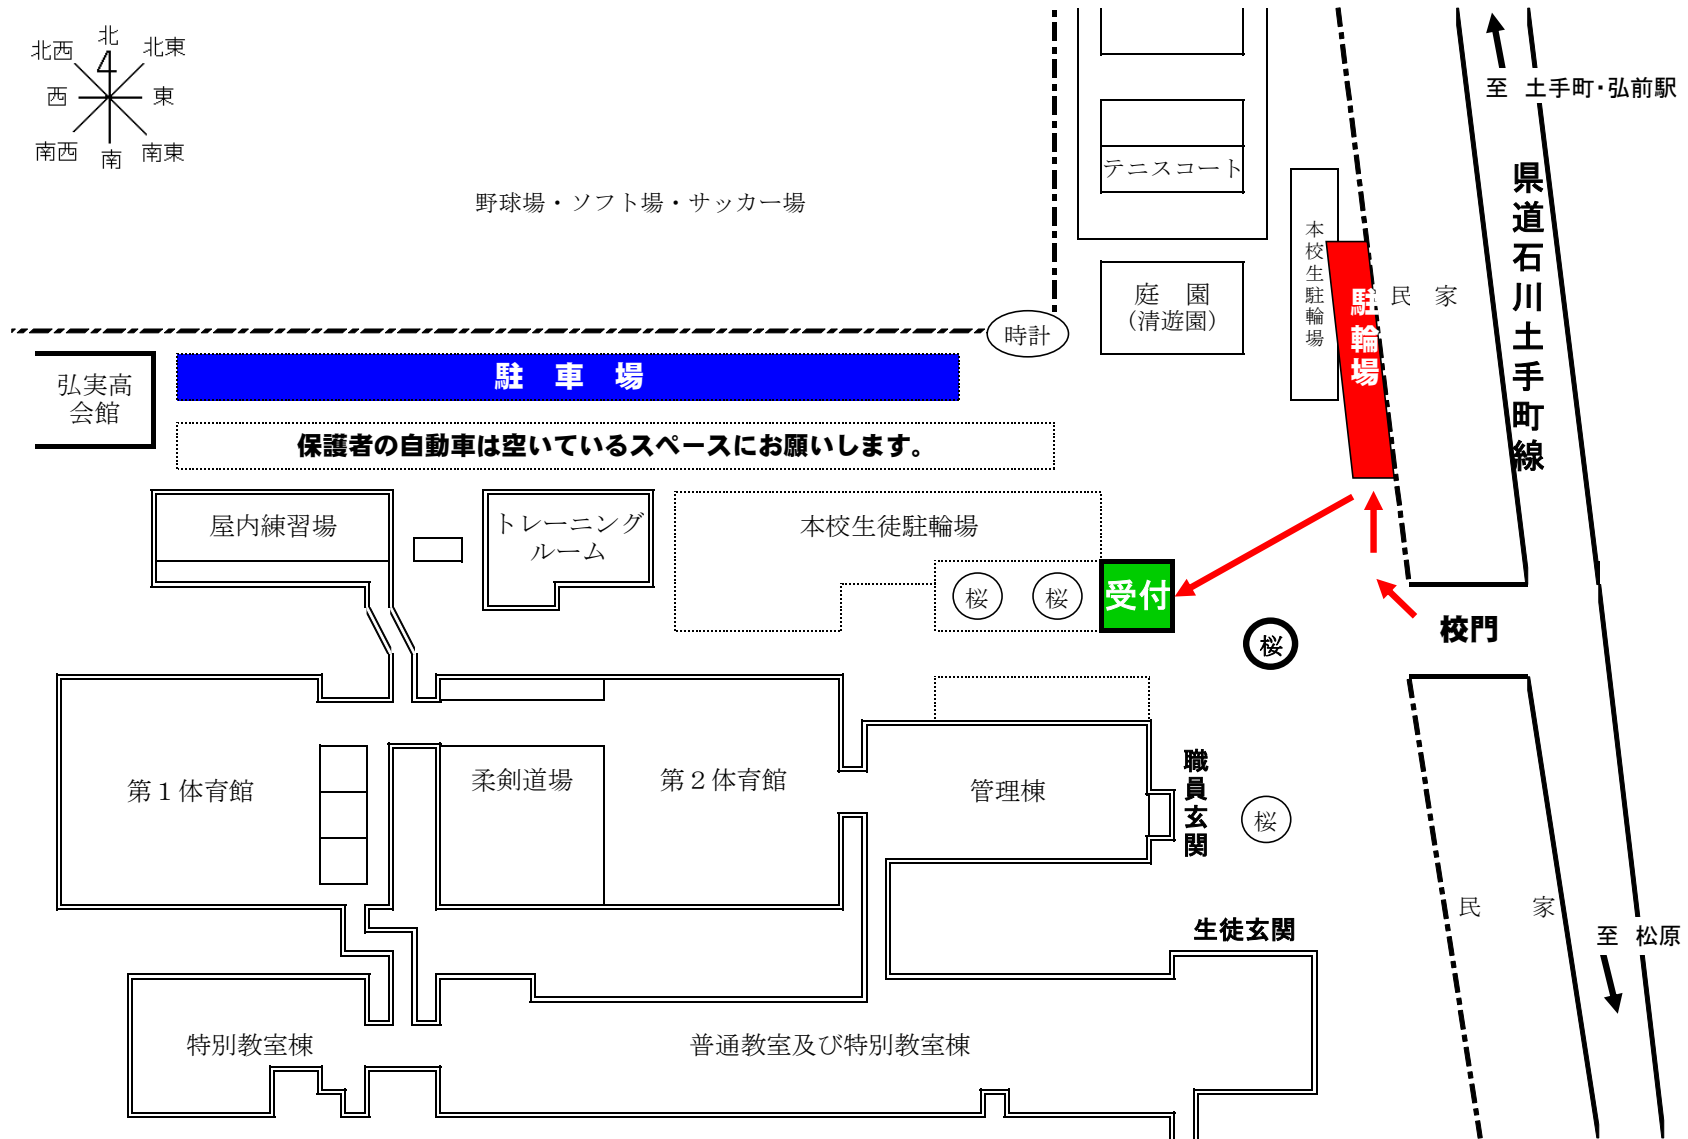 北
北西
北東
西
東
南西
南
南東
至　土手町・弘前駅
野球場・ソフト場・サッカー場
テニスコート
県道石川土手町線
本校生駐輪場
駐輪場
民　家
庭　園
（清遊園）
時計
弘実高
会館
駐　車　場
保護者の自動車は空いているスペースにお願いします。
屋内練習場
トレーニング
ルーム
本校生徒駐輪場
桜
桜
受付
校門
桜
第１体育館
柔剣道場
第２体育館
管理棟
職員玄関
桜
生徒玄関
民　　家
至　松原
特別教室棟
普通教室及び特別教室棟